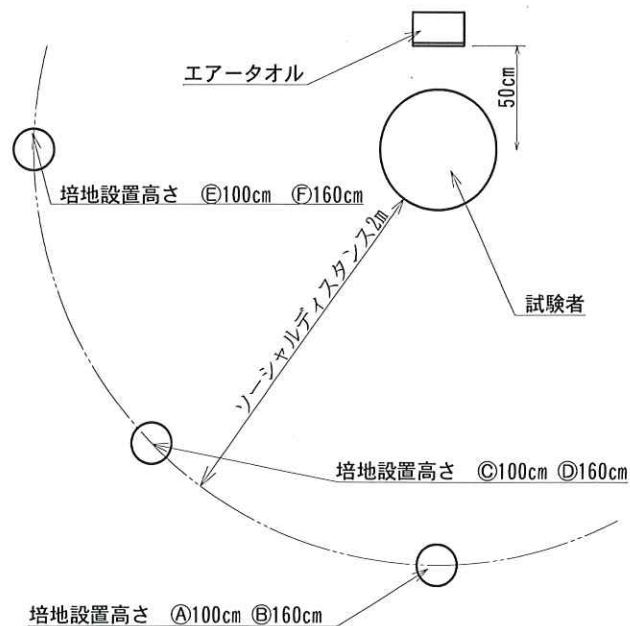 エアータオル
50cm
培地設置高さ Ⓔ100cm Ⓕ160cm
ソーシャルディスタンス2m
試験者
培地設置高さ Ⓒ100cm Ⓓ160cm
培地設置高さ Ⓐ100cm Ⓑ160cm